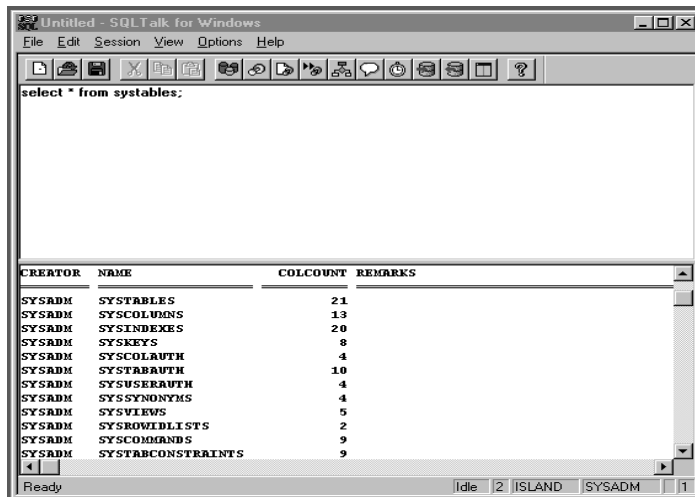 Untitled - SQLTalk for Windows
File Edit Session View Options Help
select * from systables;
CREATOR NAME COLCOUNT REMARKS
SYSADM SYSTABLES 21
SYSADM SYSCOLUMNS 13
SYSADM SYSINDEXES 20
SYSADM SYSKEYS 8
SYSADM SYSCOLAUTH 4
SYSADM SYSTABAUTH 10
SYSADM SYSUSERAUTH 4
SYSADM SYSSYNONYMS 4
SYSADM SYSVIEWS 5
SYSADM SYSROWIDLISTS 2
SYSADM SYSCOMMANDS 9
SYSADM SYSTABCONSTRAINTS 9
Ready Idle 2 ISLAND SYSADM 1